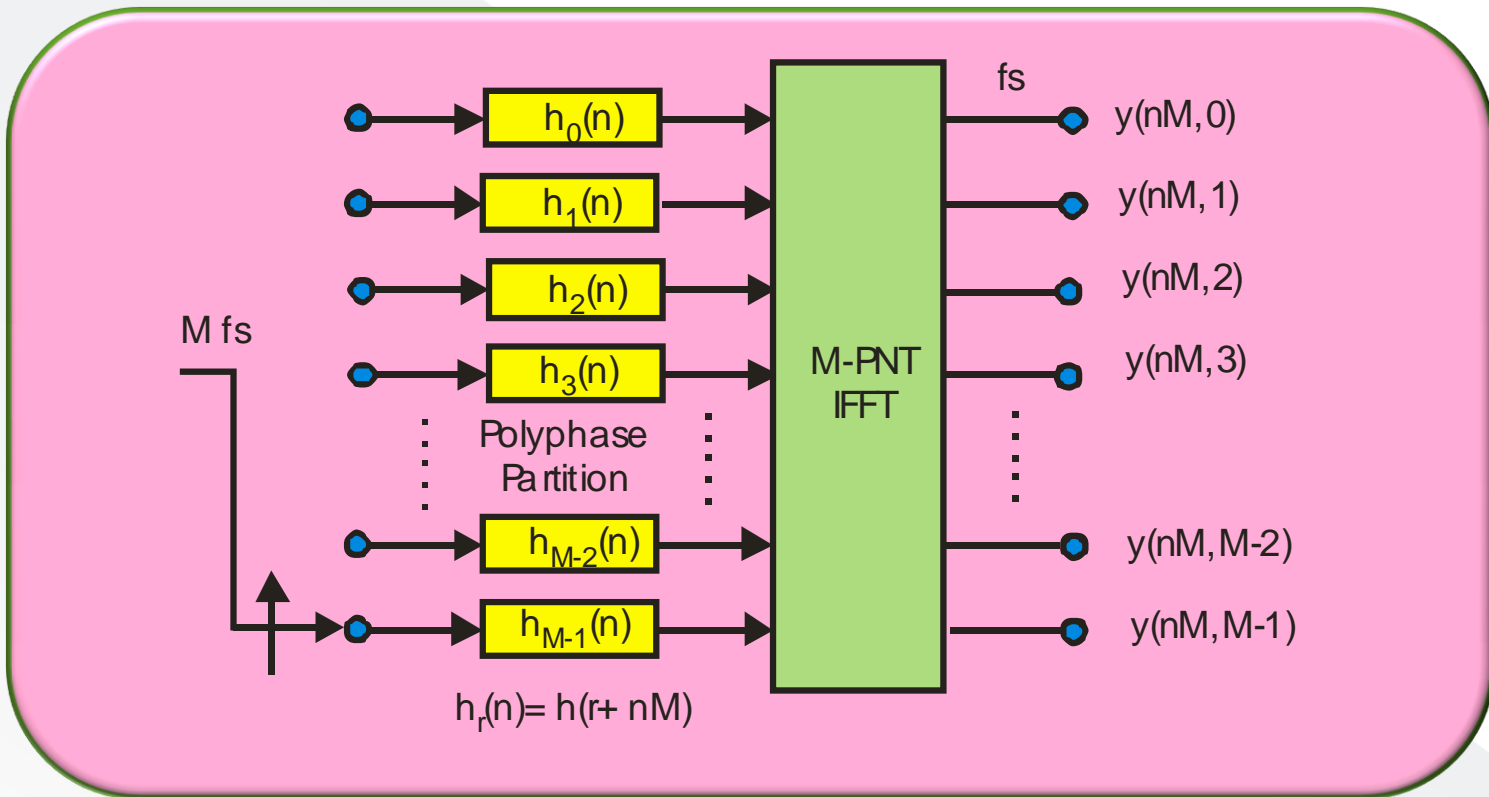 fs
h0(n)
y(nM,0)
h1(n)
y(nM,1)
h2(n)
y(nM,2)
M fs
h3(n)
y(nM,3)
M-PNT
IFFT
Polyphase
Partition
hM-2(n)
y(nM,M-2)
hM-1(n)
y(nM,M-1)
hr(n)= h(r+ nM)